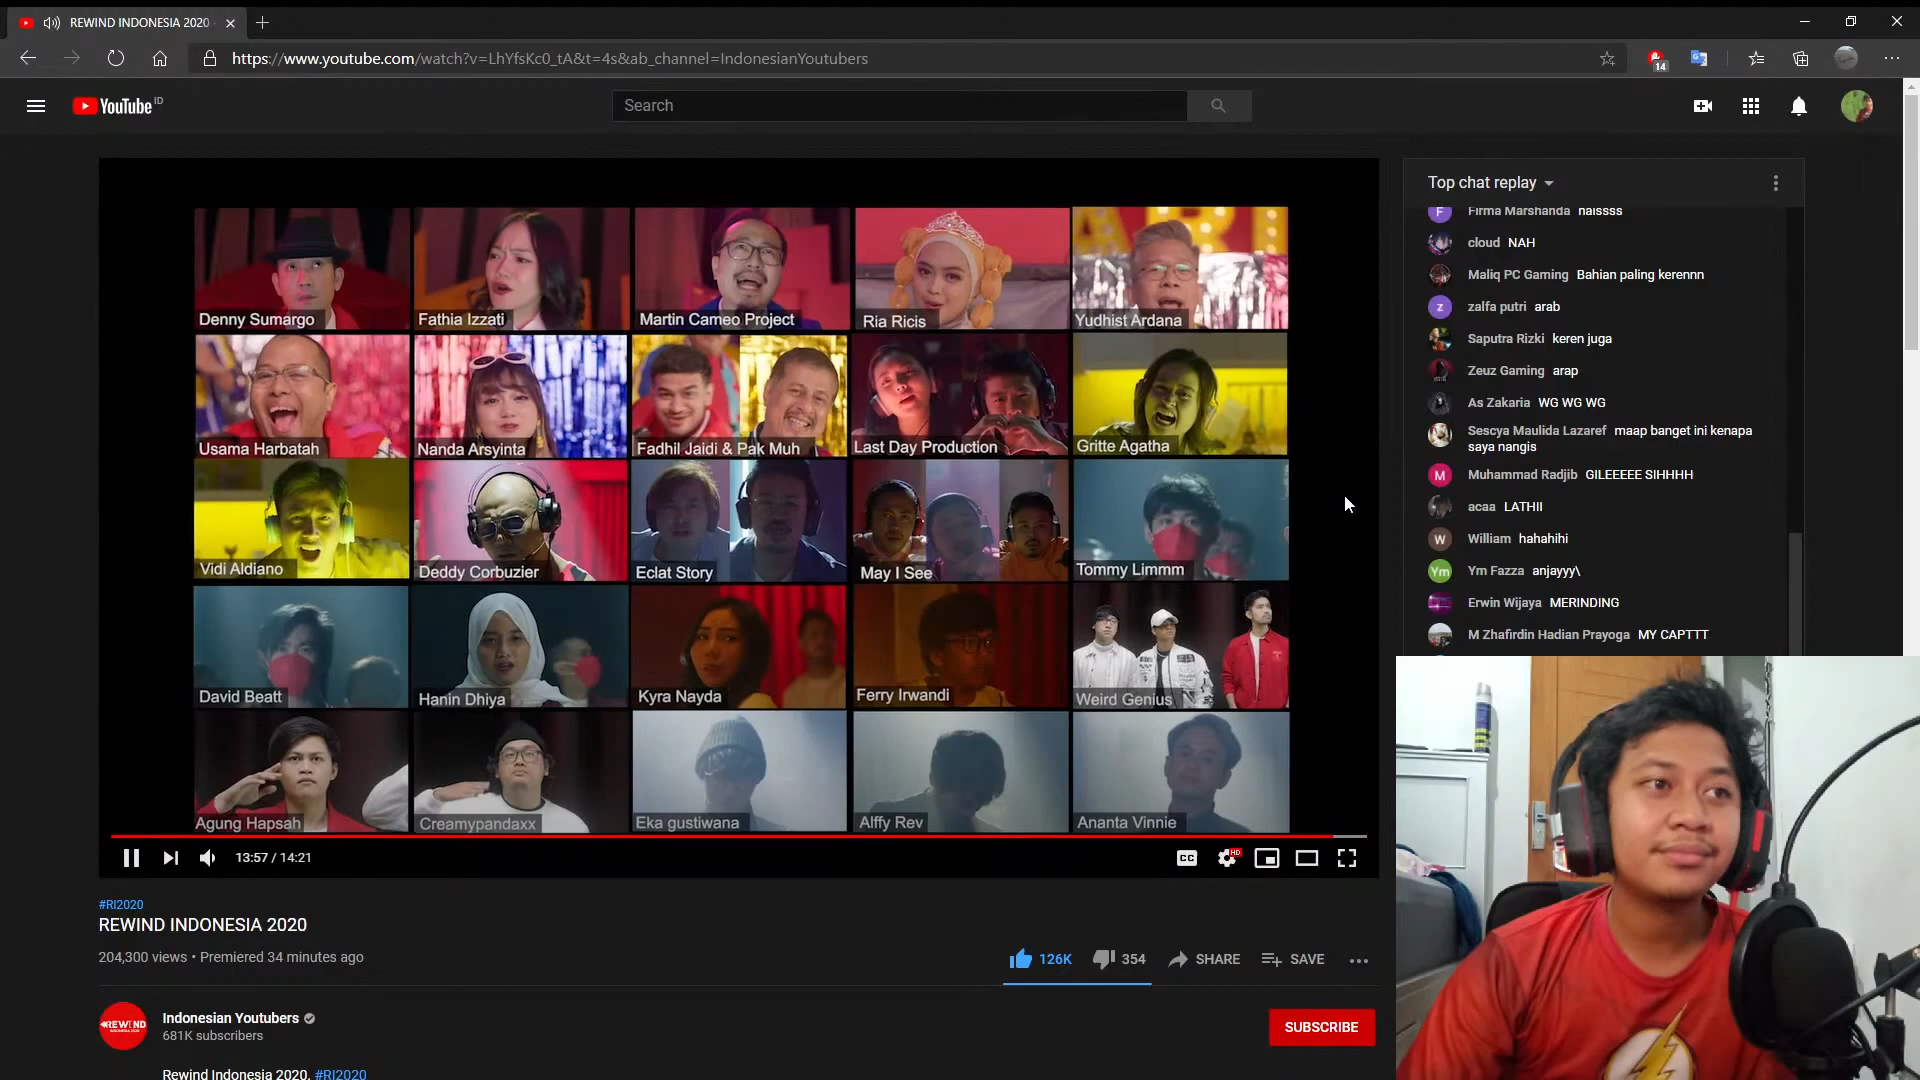 REWIND INDONESIA 2020
https://www.youtube.com/watch?v=LhYfsKc0_tA&t=4s&ab_channel=IndonesianYoutubers
14
YouTube ID
Search
Denny Sumargo
Fathia Izzati
Martin Cameo Project
Ria Ricis
Yudhist Ardana
Usama Harbatah
Nanda Arsyinta
Fadhil Jaidi & Pak Muh
Last Day Production
Gritte Agatha
Vidi Aldiano
Deddy Corbuzier
Eclat Story
May I See
Tommy Limmm
David Beatt
Hanin Dhiya
Kyra Nayda
Ferry Irwandi
Weird Genius
Agung Hapsah
Creamypandaxx
Eka gustiwana
Alffy Rev
Ananta Vinnie
13:57 / 14:21
CC
HD
#RI2020
REWIND INDONESIA 2020
204,300 views • Premiered 34 minutes ago
126K
354
SHARE
SAVE
REWIND
Indonesian Youtubers
681K subscribers
SUBSCRIBE
Rewind Indonesia 2020. #RI2020
Top chat replay
F Firma Marshanda naissss
cloud NAH
Maliq PC Gaming Bahian paling kerennn
z zalfa putri arab
Saputra Rizki keren juga
Zeuz Gaming arap
As Zakaria WG WG WG
Sescya Maulida Lazaref maap banget ini kenapa
saya nangis
M Muhammad Radjib GILEEEEE SIHHHH
acaa LATHII
W William hahahihi
Ym Ym Fazza anjayyy\
Erwin Wijaya MERINDING
M Zhafirdin Hadian Prayoga MY CAPTTT